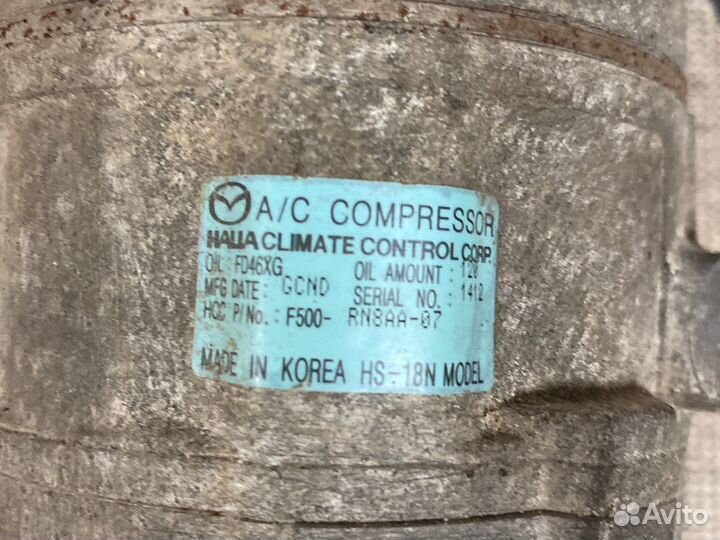 A/C COMPRESSOR
HALLA CLIMATE CONTROL CORP.
OIL : FD46XG OIL AMOUNT : 120
MFG DATE : GCND SERIAL NO. : 1412
HCC P/No. : F500- RN8AA-07
MADE IN KOREA HS-18N MODEL
Avito